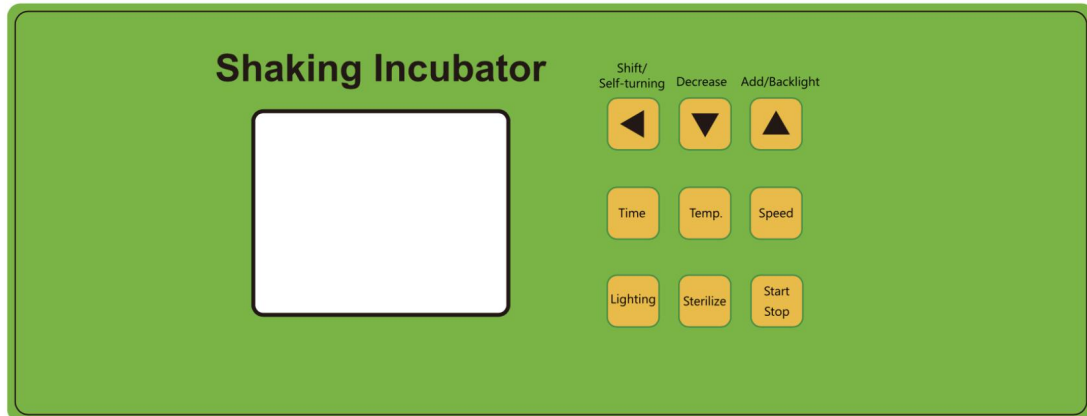 Shaking Incubator
Shift/
Self-turning
Decrease
Add/Backlight
Time
Temp.
Speed
Lighting
Sterilize
Start
Stop